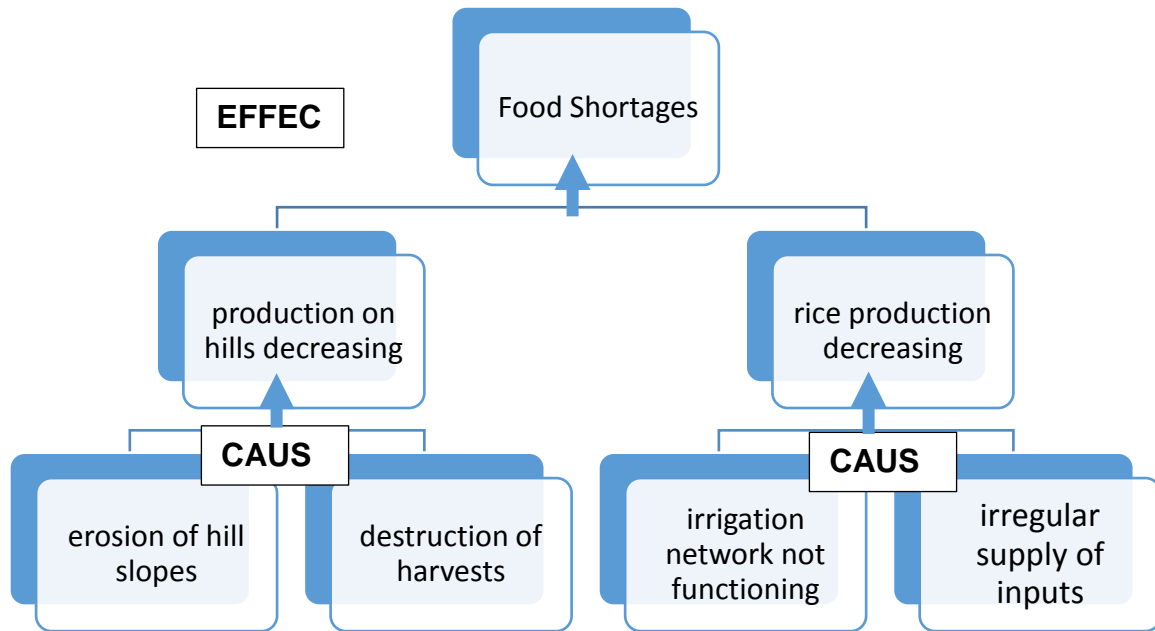 Food Shortages
EFFEC
production on
hills decreasing
rice production
decreasing
CAUS
CAUS
erosion of hill
slopes
destruction of
harvests
irrigation
network not
functioning
irregular
supply of
inputs